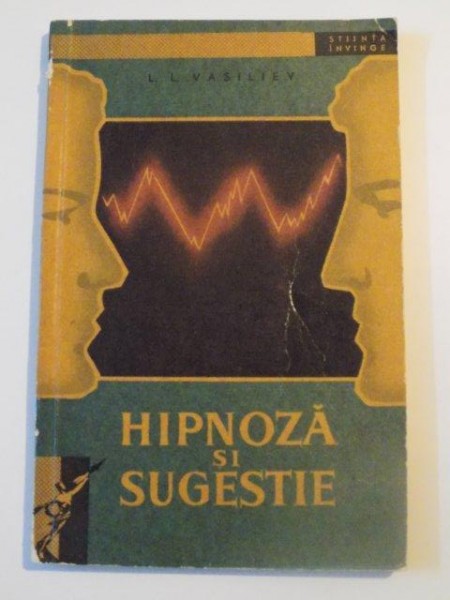 ȘTIINȚA
ÎNVINGE
L. L. VASILIEV
HIPNOZĂ
ȘI
SUGESTIE